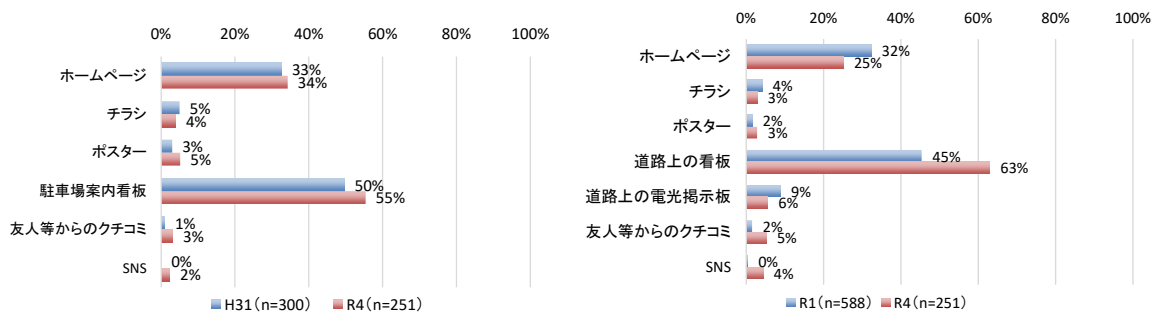 0% 20% 40% 60% 80% 100%
ホームページ 33% 34%
チラシ 5% 4%
ポスター 3% 5%
駐車場案内看板 50% 55%
友人等からのクチコミ 1% 3%
SNS 0% 2%
H31(n=300) R4(n=251)
0% 20% 40% 60% 80% 100%
ホームページ 32% 25%
チラシ 4% 3%
ポスター 2% 3%
道路上の看板 45% 63%
道路上の電光掲示板 9% 6%
友人等からのクチコミ 2% 5%
SNS 0% 4%
R1(n=588) R4(n=251)